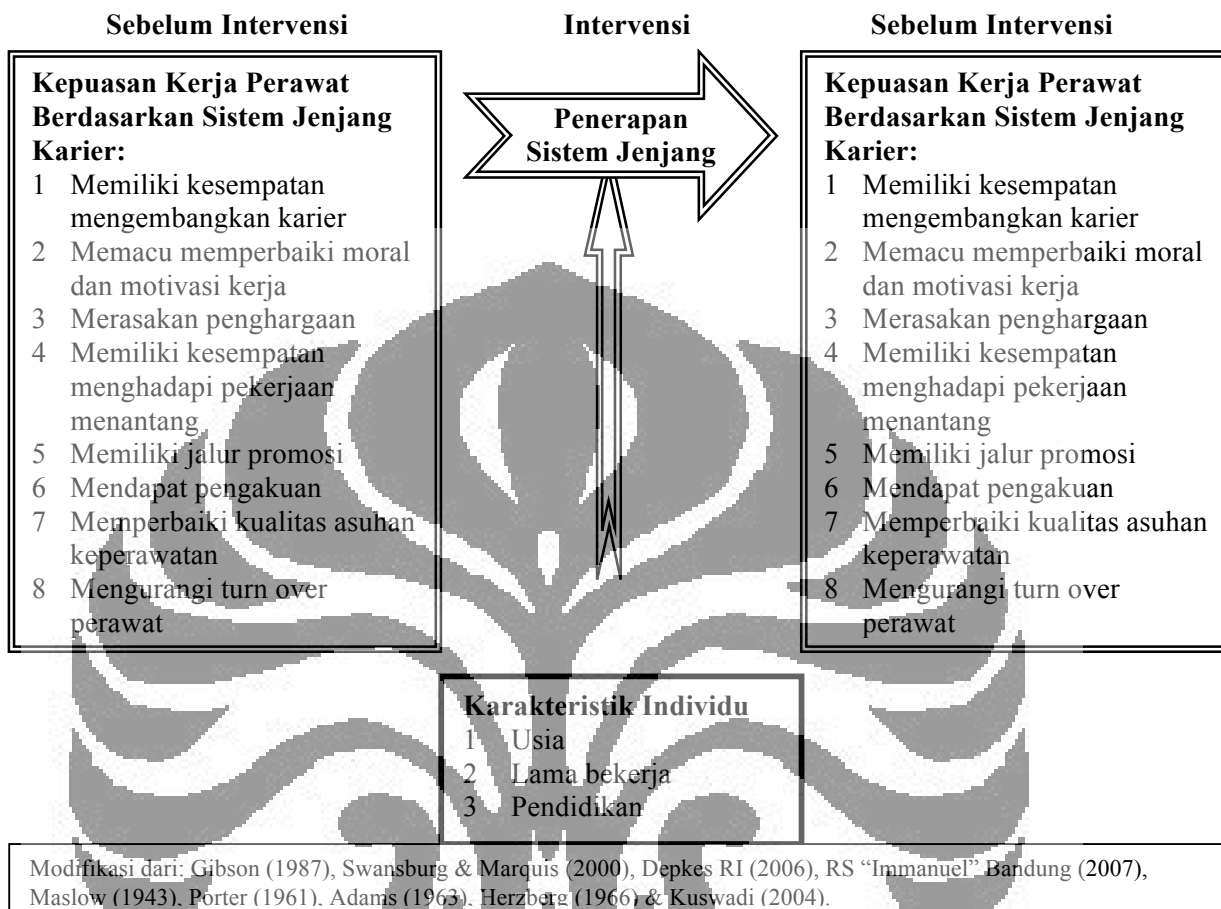 Sebelum Intervensi
Intervensi
Sebelum Intervensi
Kepuasan Kerja Perawat
Berdasarkan Sistem Jenjang
Karier:
1 Memiliki kesempatan
mengembangkan karier
2 Memacu memperbaiki moral
dan motivasi kerja
3 Merasakan penghargaan
4 Memiliki kesempatan
menghadapi pekerjaan
menantang
5 Memiliki jalur promosi
6 Mendapat pengakuan
7 Memperbaiki kualitas asuhan
keperawatan
8 Mengurangi turn over
perawat
Penerapan
Sistem Jenjang
Kepuasan Kerja Perawat
Berdasarkan Sistem Jenjang
Karier:
1 Memiliki kesempatan
mengembangkan karier
2 Memacu memperbaiki moral
dan motivasi kerja
3 Merasakan penghargaan
4 Memiliki kesempatan
menghadapi pekerjaan
menantang
5 Memiliki jalur promosi
6 Mendapat pengakuan
7 Memperbaiki kualitas asuhan
keperawatan
8 Mengurangi turn over
perawat
Karakteristik Individu
1 Usia
2 Lama bekerja
3 Pendidikan
Modifikasi dari: Gibson (1987), Swansburg & Marquis (2000), Depkes RI (2006), RS “Immanuel” Bandung (2007),
Maslow (1943), Porter (1961), Adams (1963), Herzberg (1966) & Kuswadi (2004).